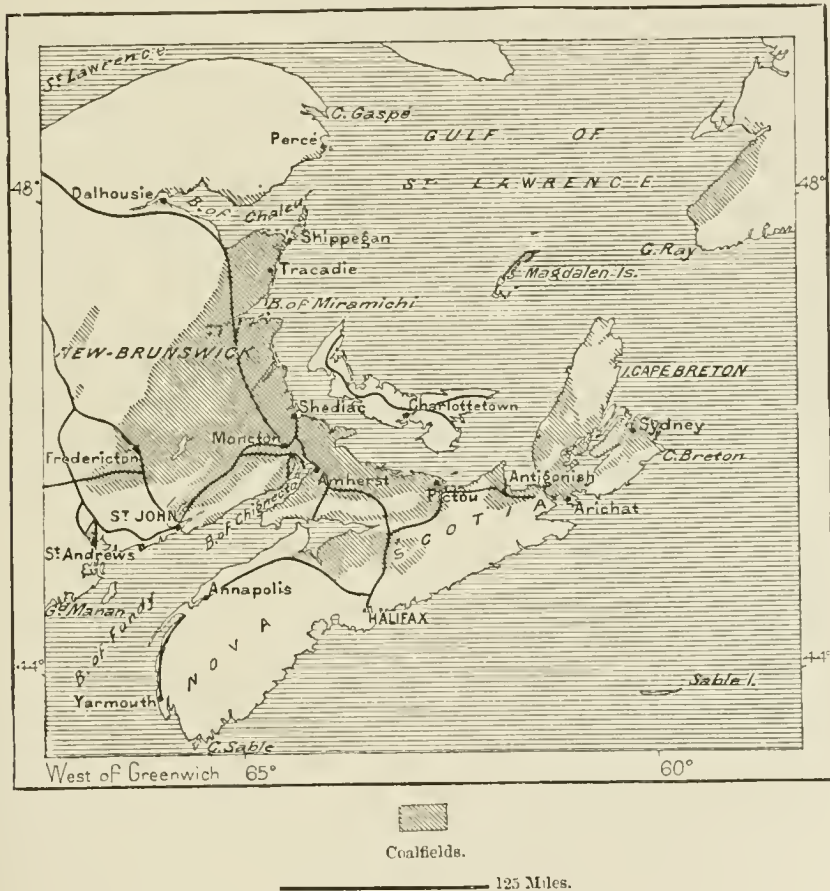 St. Lawrence
C. Gaspé
Percé
GULF OF
ST. LAWRENCE
48°
48°
Dalhousie
B. of Chaleu
Shippegan
Tracadie
C. Ray
Magdalen Is.
B. of Miramichi
NEW-BRUNSWICK
I. CAPE BRETON
Shediac
Charlottetown
Sydney
Moncton
Fredericton
C. Breton
Amherst
Antigonish
Pictou
Arichat
ST. JOHN
B. of Chignecto
St. Andrews
Gd. Manan
B. of Fundy
Annapolis
HALIFAX
NOVA SCOTIA
44°
44°
Yarmouth
Sable I.
C. Sable
West of Greenwich 65° 60°
Coalfields.
125 Miles.